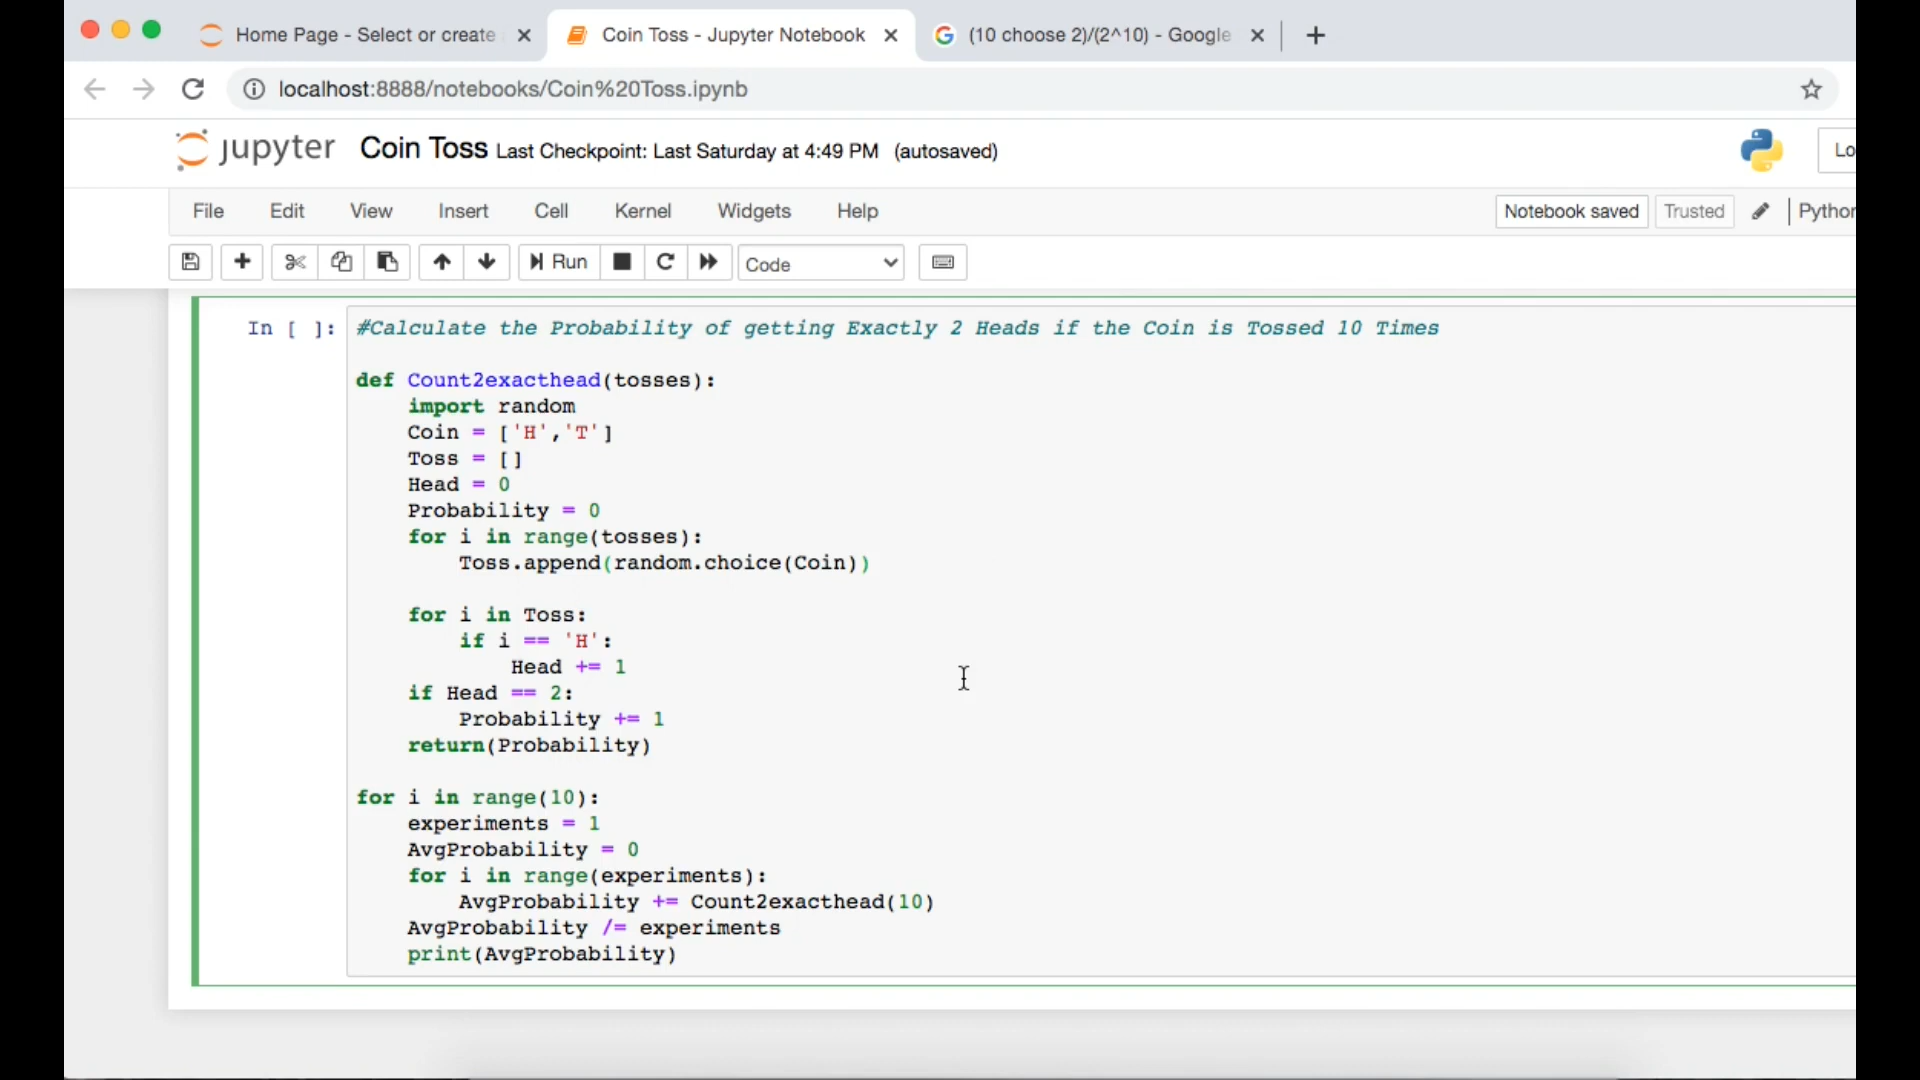 Home Page - Select or create
Coin Toss - Jupyter Notebook
(10 choose 2)/(2^10) - Google
localhost:8888/notebooks/Coin%20Toss.ipynb
jupyter Coin Toss Last Checkpoint: Last Saturday at 4:49 PM (autosaved)
Lo
File Edit View Insert Cell Kernel Widgets Help
Notebook saved Trusted Python
Run Code
In [ ]: #Calculate the Probability of getting Exactly 2 Heads if the Coin is Tossed 10 Times
def Count2exacthead(tosses):
    import random
    Coin = ['H','T']
    Toss = []
    Head = 0
    Probability = 0
    for i in range(tosses):
        Toss.append(random.choice(Coin))
    for i in Toss:
        if i == 'H':
            Head += 1
    if Head == 2:
        Probability += 1
    return(Probability)
for i in range(10):
    experiments = 1
    AvgProbability = 0
    for i in range(experiments):
        AvgProbability += Count2exacthead(10)
    AvgProbability /= experiments
    print(AvgProbability)